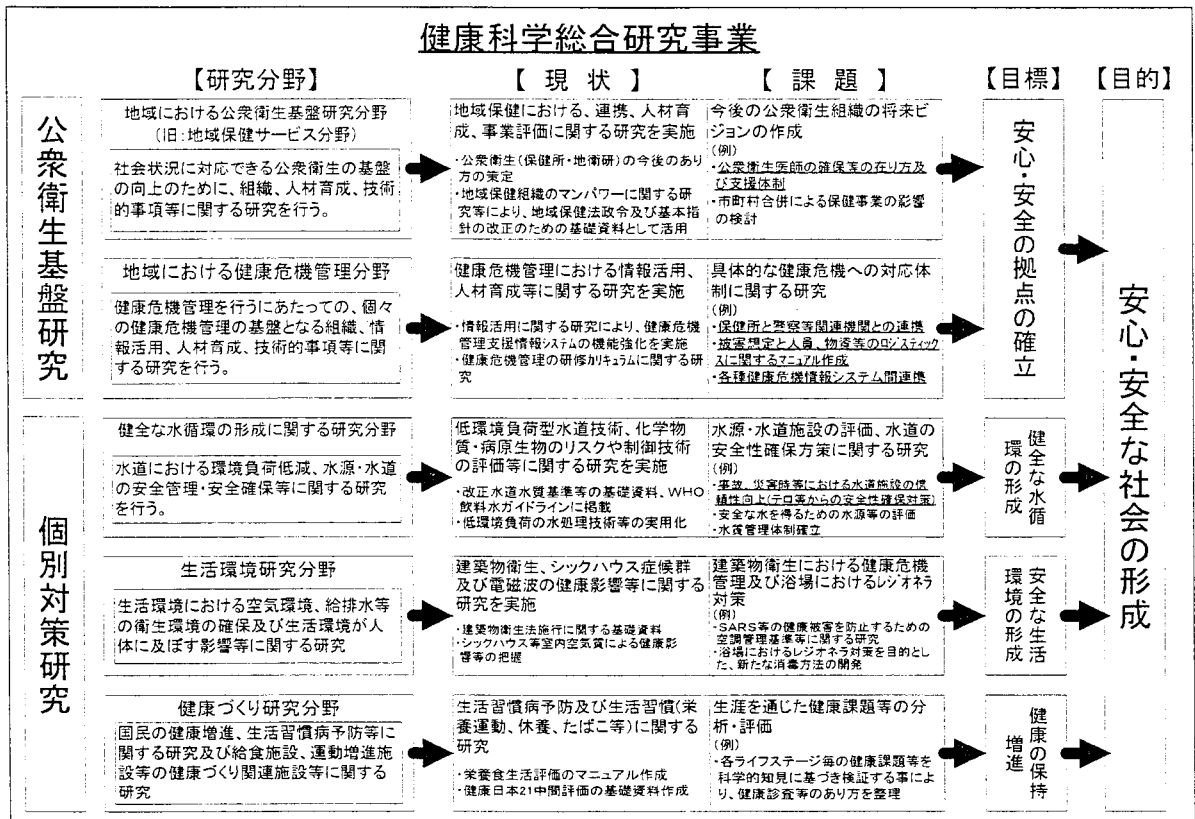 健康科学総合研究事業
【研究分野】
【現状】
【課題】
【目標】
【目的】
公衆衛生基盤研究
地域における公衆衛生基盤研究分野
(旧:地域保健サービス分野)
社会状況に対応できる公衆衛生の基盤
の向上のために、組織、人材育成、技術
的事項等に関する研究を行う。
地域保健における、連携、人材育
成、事業評価に関する研究を実施
・公衆衛生(保健所・地衛研)の今後のあり
方の策定
・地域保健組織のマンパワーに関する研
究等により、地域保健法政令及び基本指
針の改正のための基礎資料として活用
今後の公衆衛生組織の将来ビ
ジョンの作成
(例)
・公衆衛生医師の確保等の在り方及
び支援体制
・市町村合併による保健事業の影響
の検討
安心・安全の拠点の確立
地域における健康危機管理分野
健康危機管理を行うにあたっての、個々
の健康危機管理の基盤となる組織、情
報活用、人材育成、技術的事項等に関
する研究を行う。
健康危機管理における情報活用、
人材育成等に関する研究を実施
・情報活用に関する研究により、健康危機
管理支援情報システムの機能強化を実施
・健康危機管理の研修カリキュラムに関する研
究
具体的な健康危機への対応体
制に関する研究
(例)
・保健所と警察等関連機関との連携
・被害想定と人員、物資等のロジスティック
スに関するマニュアル作成
・各種健康危機情報システム間連携
個別対策研究
健全な水循環の形成に関する研究分野
水道における環境負荷低減、水源・水道
の安全管理・安全確保等に関する研究
を行う。
低環境負荷型水道技術、化学物
質・病原生物のリスクや制御技術
の評価等に関する研究を実施
・改正水道水質基準等の基礎資料、WHO
飲料水ガイドラインに掲載
・低環境負荷の水処理技術等の実用化
水源・水道施設の評価、水道の
安全性確保方策に関する研究
(例)
・事故、災害時等における水道施設の信
頼性向上(テロ等からの安全性確保対策)
・安全な水を得るための水源等の評価
・水質管理体制確立
健全な水循
環の形成
生活環境研究分野
生活環境における空気環境、給排水等
の衛生環境の確保及び生活環境が人
体に及ぼす影響等に関する研究
建築物衛生、シックハウス症候群
及び電磁波の健康影響等に関する
研究を実施
・建築物衛生法施行に関する基礎資料
・シックハウス等室内空気質による健康影
響等の把握
建築物衛生における健康危機
管理及び浴場におけるレジオネラ
対策
(例)
・SARS等の健康被害を防止するための
空調管理基準等に関する研究
・浴場におけるレジオネラ対策を目的とし
た、新たな消毒方法の開発
安全な生活
環境の形成
健康づくり研究分野
国民の健康増進、生活習慣病予防等
に関する研究及び給食施設、運動増進施
設等の健康づくり関連施設等に関する
研究
生活習慣病予防及び生活習慣(栄
養運動、休養、たばこ等)に関する
研究
・栄養食生活評価のマニュアル作成
・健康日本21中間評価の基礎資料作成
生涯を通じた健康課題等の分
析・評価
(例)
・各ライフステージ毎の健康課題等を
科学的知見に基づき検証する事によ
り、健康診査等のあり方を整理
健康の保持
増進
安心・安全な社会の形成